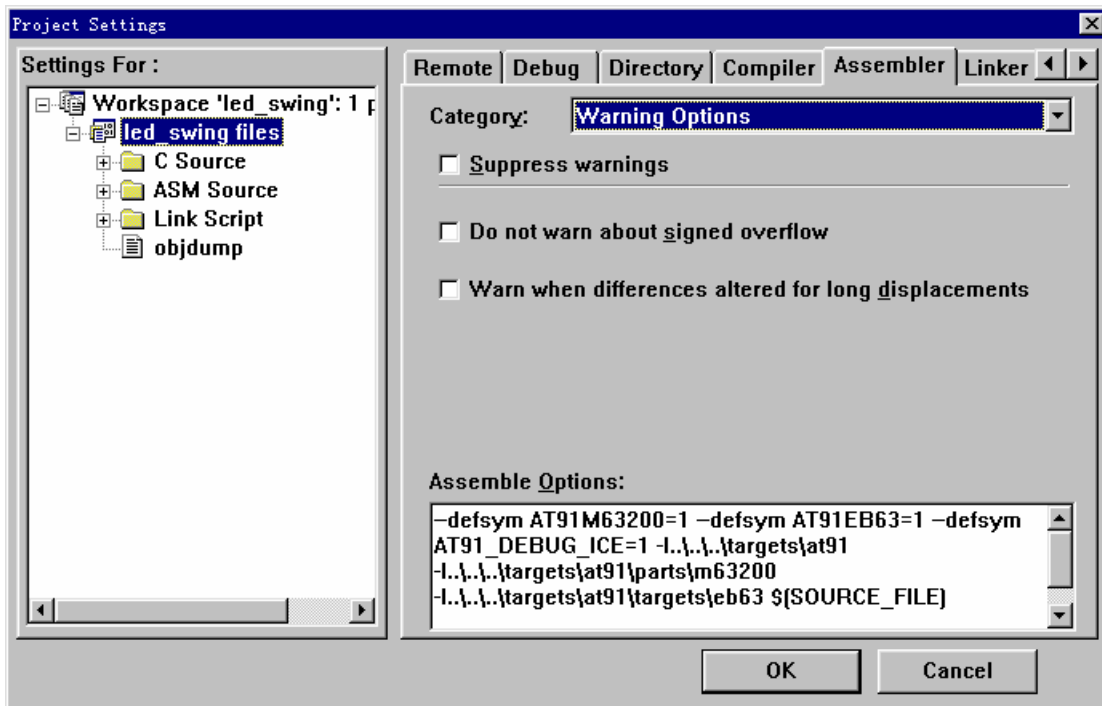 Project Settings
Settings For :
Workspace 'led_swing': 1 p
led_swing files
C Source
ASM Source
Link Script
objdump
Remote
Debug
Directory
Compiler
Assembler
Linker
Category:
Warning Options
Suppress warnings
Do not warn about signed overflow
Warn when differences altered for long displacements
Assemble Options:
–defsym AT91M63200=1 –defsym AT91EB63=1 –defsym
AT91_DEBUG_ICE=1 -I..\..\..\targets\at91
-I..\..\..\targets\at91\parts\m63200
-I..\..\..\targets\at91\targets\eb63 $(SOURCE_FILE)
OK
Cancel